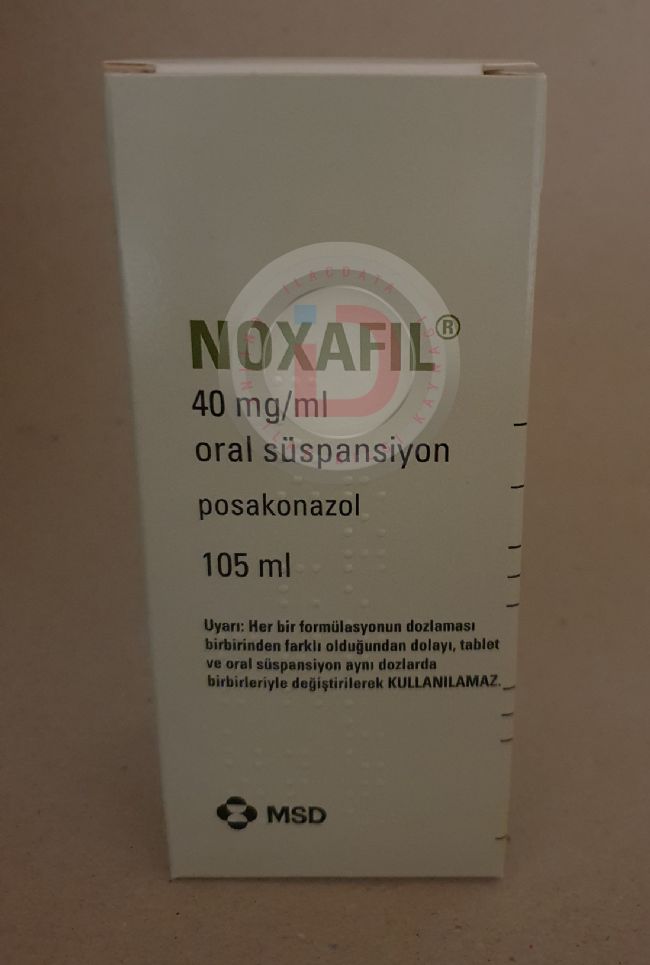 NOXAFIL®
40 mg/ml
oral süspansiyon
posakonazol
105 ml
Uyarı: Her bir formülasyonun dozlaması
birbirinden farklı olduğundan dolayı, tablet
ve oral süspansiyon aynı dozlarda
birbirleriyle değiştirilerek KULLANILAMAZ.
MSD